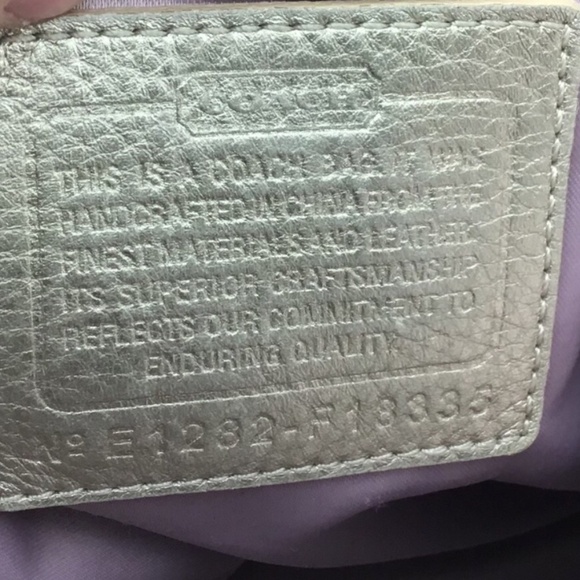 COACH
THIS IS A COACH BAG. IT WAS
HANDCRAFTED IN CHINA FROM THE
FINEST MATERIALS AND LEATHER.
ITS SUPERIOR CRAFTSMANSHIP
REFLECTS OUR COMMITMENT TO
ENDURING QUALITY.
Nº E1262-F18335